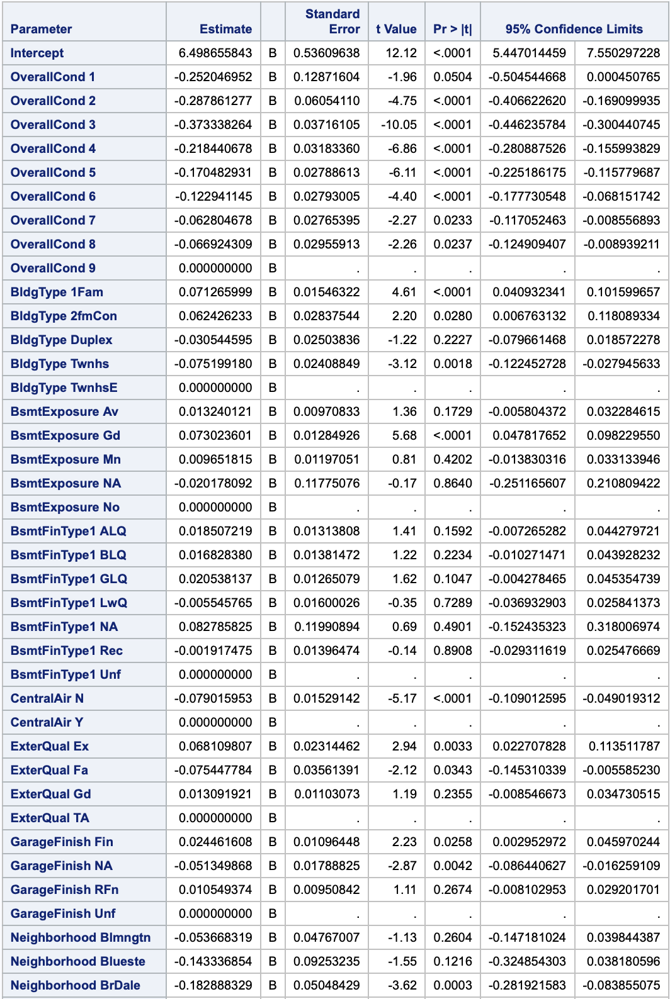 Parameter Estimate Standard Error t Value Pr > |t| 95% Confidence Limits
Intercept 6.498655843 B 0.53609638 12.12 <.0001 5.447014459 7.550297228
OverallCond 1 -0.252046952 B 0.12871604 -1.96 0.0504 -0.504544668 0.000450765
OverallCond 2 -0.287861277 B 0.06054110 -4.75 <.0001 -0.406622620 -0.169099935
OverallCond 3 -0.373338264 B 0.03716105 -10.05 <.0001 -0.446235784 -0.300440745
OverallCond 4 -0.218440678 B 0.03183360 -6.86 <.0001 -0.280887526 -0.155993829
OverallCond 5 -0.170482931 B 0.02788613 -6.11 <.0001 -0.225186175 -0.115779687
OverallCond 6 -0.122941145 B 0.02793005 -4.40 <.0001 -0.177730548 -0.068151742
OverallCond 7 -0.062804678 B 0.02765395 -2.27 0.0233 -0.117052463 -0.008556893
OverallCond 8 -0.066924309 B 0.02955913 -2.26 0.0237 -0.124909407 -0.008939211
OverallCond 9 0.000000000 B . . . . .
BldgType 1Fam 0.071265999 B 0.01546322 4.61 <.0001 0.040932341 0.101599657
BldgType 2fmCon 0.062426233 B 0.02837544 2.20 0.0280 0.006763132 0.118089334
BldgType Duplex -0.030544595 B 0.02503836 -1.22 0.2227 -0.079661468 0.018572278
BldgType Twnhs -0.075199180 B 0.02408849 -3.12 0.0018 -0.122452728 -0.027945633
BldgType TwnhsE 0.000000000 B . . . . .
BsmtExposure Av 0.013240121 B 0.00970833 1.36 0.1729 -0.005804372 0.032284615
BsmtExposure Gd 0.073023601 B 0.01284926 5.68 <.0001 0.047817652 0.098229550
BsmtExposure Mn 0.009651815 B 0.01197051 0.81 0.4202 -0.013830316 0.033133946
BsmtExposure NA -0.020178092 B 0.11775076 -0.17 0.8640 -0.251165607 0.210809422
BsmtExposure No 0.000000000 B . . . . .
BsmtFinType1 ALQ 0.018507219 B 0.01313808 1.41 0.1592 -0.007265282 0.044279721
BsmtFinType1 BLQ 0.016828380 B 0.01381472 1.22 0.2234 -0.010271471 0.043928232
BsmtFinType1 GLQ 0.020538137 B 0.01265079 1.62 0.1047 -0.004278465 0.045354739
BsmtFinType1 LwQ -0.005545765 B 0.01600026 -0.35 0.7289 -0.036932903 0.025841373
BsmtFinType1 NA 0.082785825 B 0.11990894 0.69 0.4901 -0.152435323 0.318006974
BsmtFinType1 Rec -0.001917475 B 0.01396474 -0.14 0.8908 -0.029311619 0.025476669
BsmtFinType1 Unf 0.000000000 B . . . . .
CentralAir N -0.079015953 B 0.01529142 -5.17 <.0001 -0.109012595 -0.049019312
CentralAir Y 0.000000000 B . . . . .
ExterQual Ex 0.068109807 B 0.02314462 2.94 0.0033 0.022707828 0.113511787
ExterQual Fa -0.075447784 B 0.03561391 -2.12 0.0343 -0.145310339 -0.005585230
ExterQual Gd 0.013091921 B 0.01103073 1.19 0.2355 -0.008546673 0.034730515
ExterQual TA 0.000000000 B . . . . .
GarageFinish Fin 0.024461608 B 0.01096448 2.23 0.0258 0.002952972 0.045970244
GarageFinish NA -0.051349868 B 0.01788825 -2.87 0.0042 -0.086440627 -0.016259109
GarageFinish RFn 0.010549374 B 0.00950842 1.11 0.2674 -0.008102953 0.029201701
GarageFinish Unf 0.000000000 B . . . . .
Neighborhood Blmngtn -0.053668319 B 0.04767007 -1.13 0.2604 -0.147181024 0.039844387
Neighborhood Blueste -0.143336854 B 0.09253235 -1.55 0.1216 -0.324854303 0.038180596
Neighborhood BrDale -0.182888329 B 0.05048429 -3.62 0.0003 -0.281921583 -0.083855075